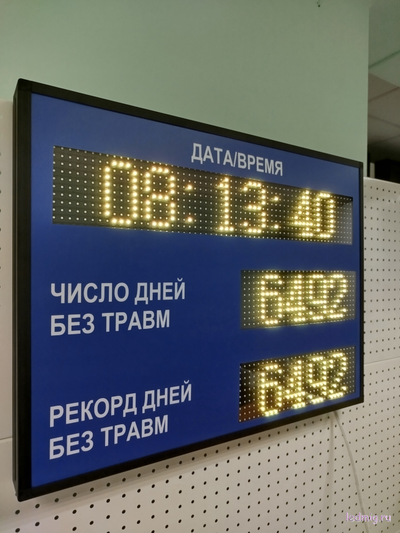 ДАТА/ВРЕМЯ
08:13:40
ЧИСЛО ДНЕЙ
БЕЗ ТРАВМ
6492
РЕКОРД ДНЕЙ
БЕЗ ТРАВМ
6492